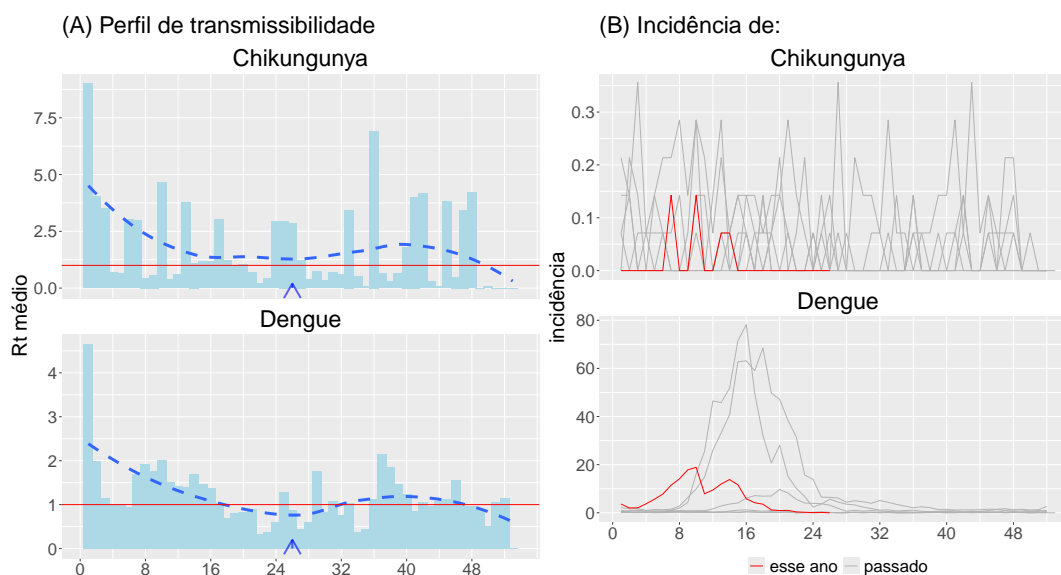 (A) Perfil de transmissibilidade
Chikungunya
7.5
5.0
2.5
0.0
Dengue
4
3
2
1
0
0 8 16 24 32 40 48
Rt médio
(B) Incidência de:
Chikungunya
0.3
0.2
0.1
0.0
Dengue
80
60
40
20
0
0 8 16 24 32 40 48
incidência
esse ano passado